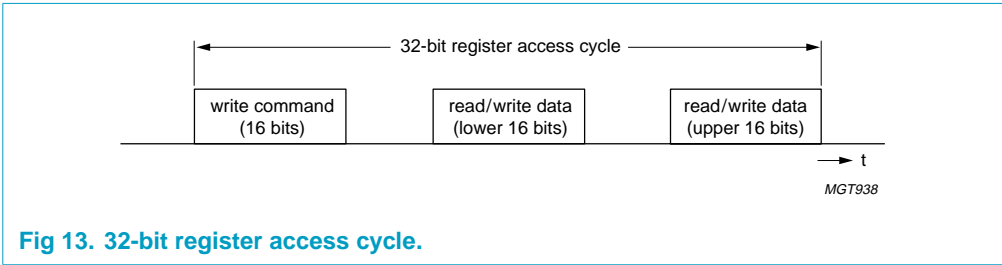 32-bit register access cycle
write command
(16 bits)
read/write data
(lower 16 bits)
read/write data
(upper 16 bits)
t
MGT938
Fig 13. 32-bit register access cycle.